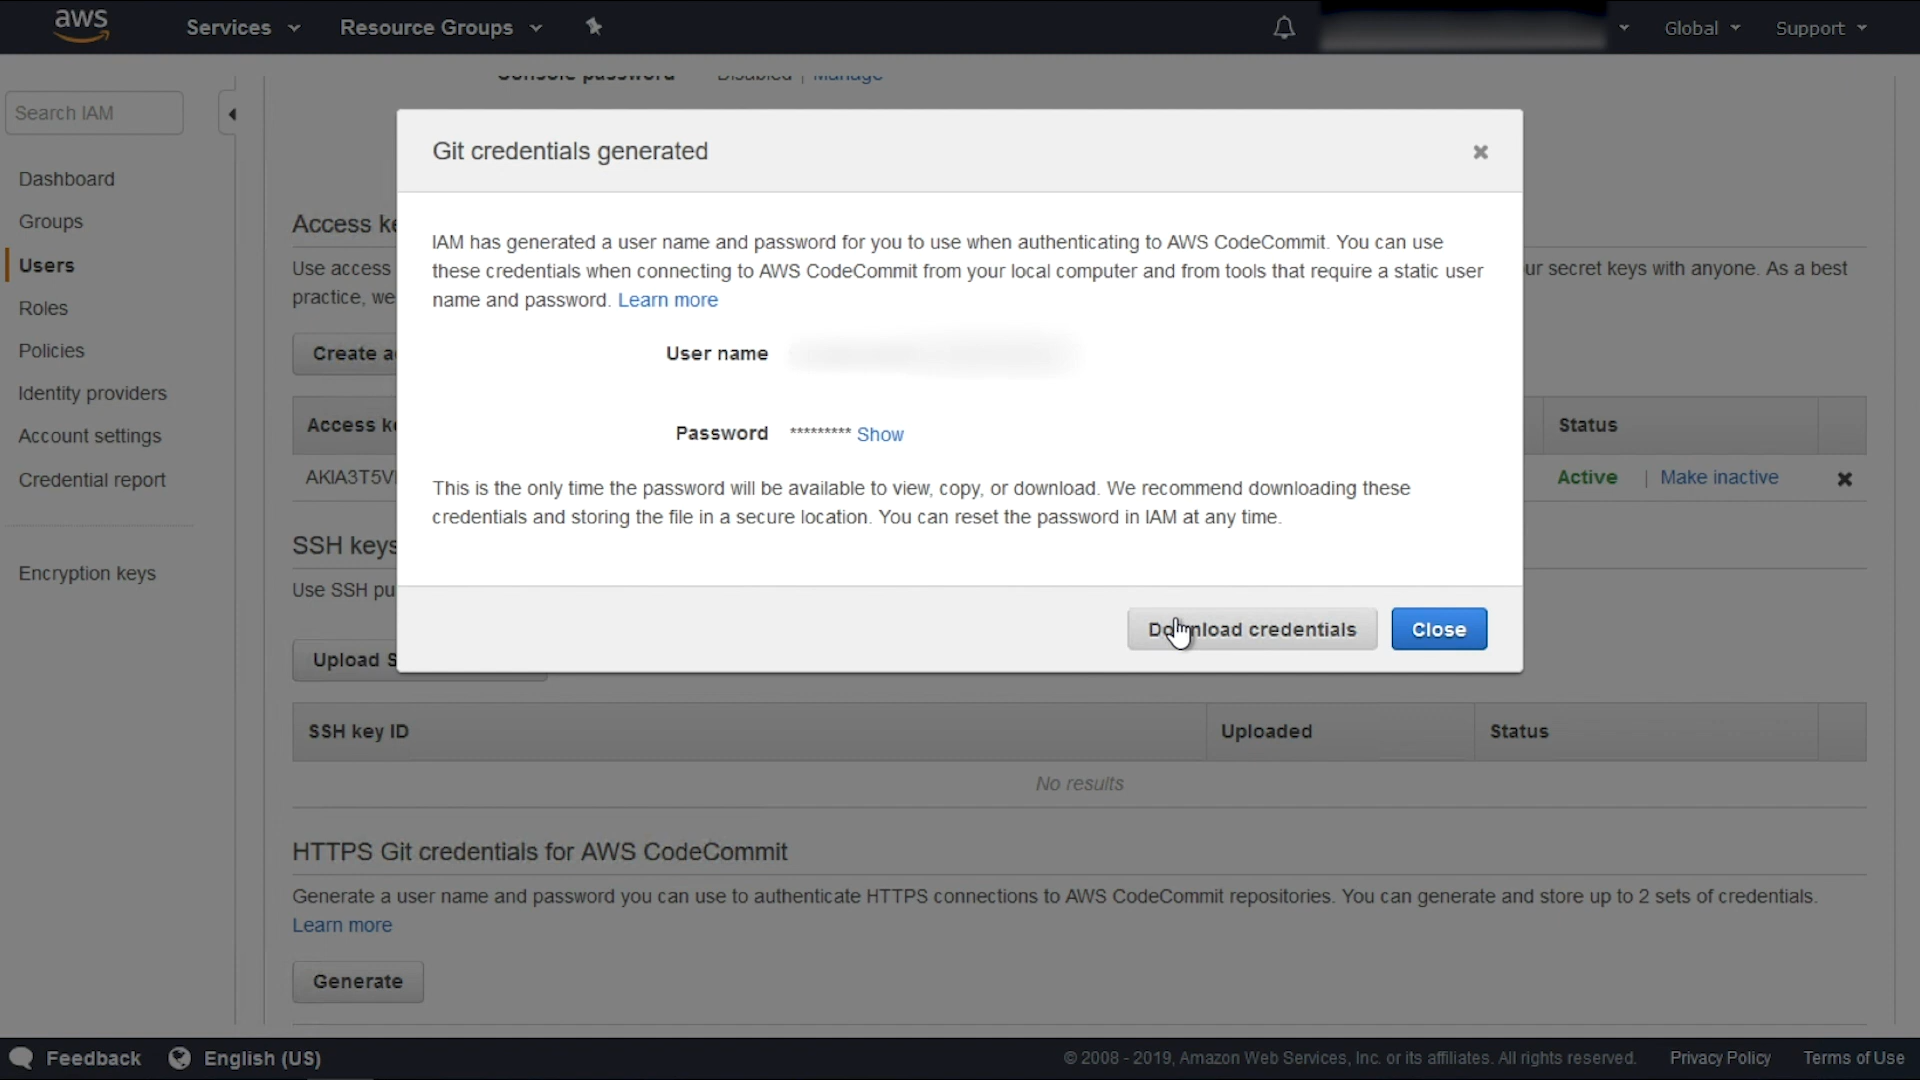 aws
Services
Resource Groups
Global
Support
Console password Disabled | Manage
Search IAM
Dashboard
Groups
Users
Roles
Policies
Identity providers
Account settings
Credential report
Encryption keys
Git credentials generated
IAM has generated a user name and password for you to use when authenticating to AWS CodeCommit. You can use
these credentials when connecting to AWS CodeCommit from your local computer and from tools that require a static user
name and password. Learn more
User name
Password ********* Show
This is the only time the password will be available to view, copy, or download. We recommend downloading these
credentials and storing the file in a secure location. You can reset the password in IAM at any time.
Download credentials
Close
Access ke
Use access
ur secret keys with anyone. As a best
practice, we
Create a
Access k
Status
AKIA3T5V
Active | Make inactive
SSH keys
Use SSH pu
Upload S
SSH key ID
Uploaded
Status
No results
HTTPS Git credentials for AWS CodeCommit
Generate a user name and password you can use to authenticate HTTPS connections to AWS CodeCommit repositories. You can generate and store up to 2 sets of credentials.
Learn more
Generate
Feedback
English (US)
© 2008 - 2019, Amazon Web Services, Inc. or its affiliates. All rights reserved.
Privacy Policy
Terms of Use